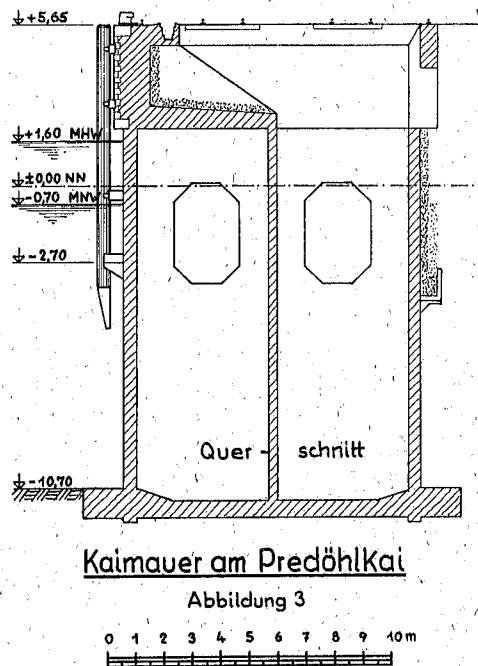 +5,65
+1,60 MHW
±0,00 NN
-0,70 MNW
-2,70
Quer - schnitt
-10,70
Kaimauer am Predöhlkai
Abbildung 3
0 1 2 3 4 5 6 7 8 9 10m